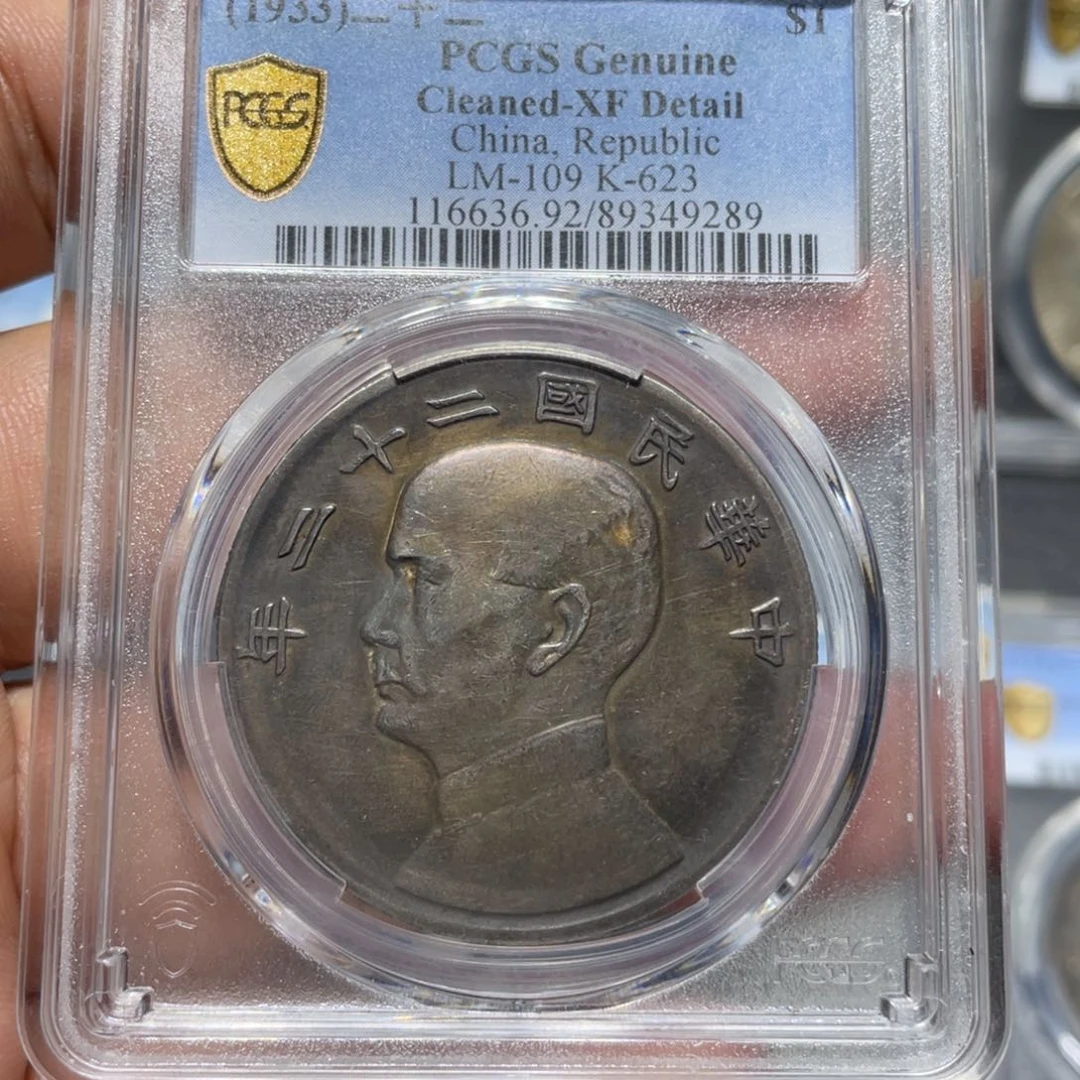 (1933)二十二 $1
PCGS Genuine
Cleaned-XF Detail
China, Republic
LM-109 K-623
116636.92/89349289
PCGS
年二十二國民華中
PCGS